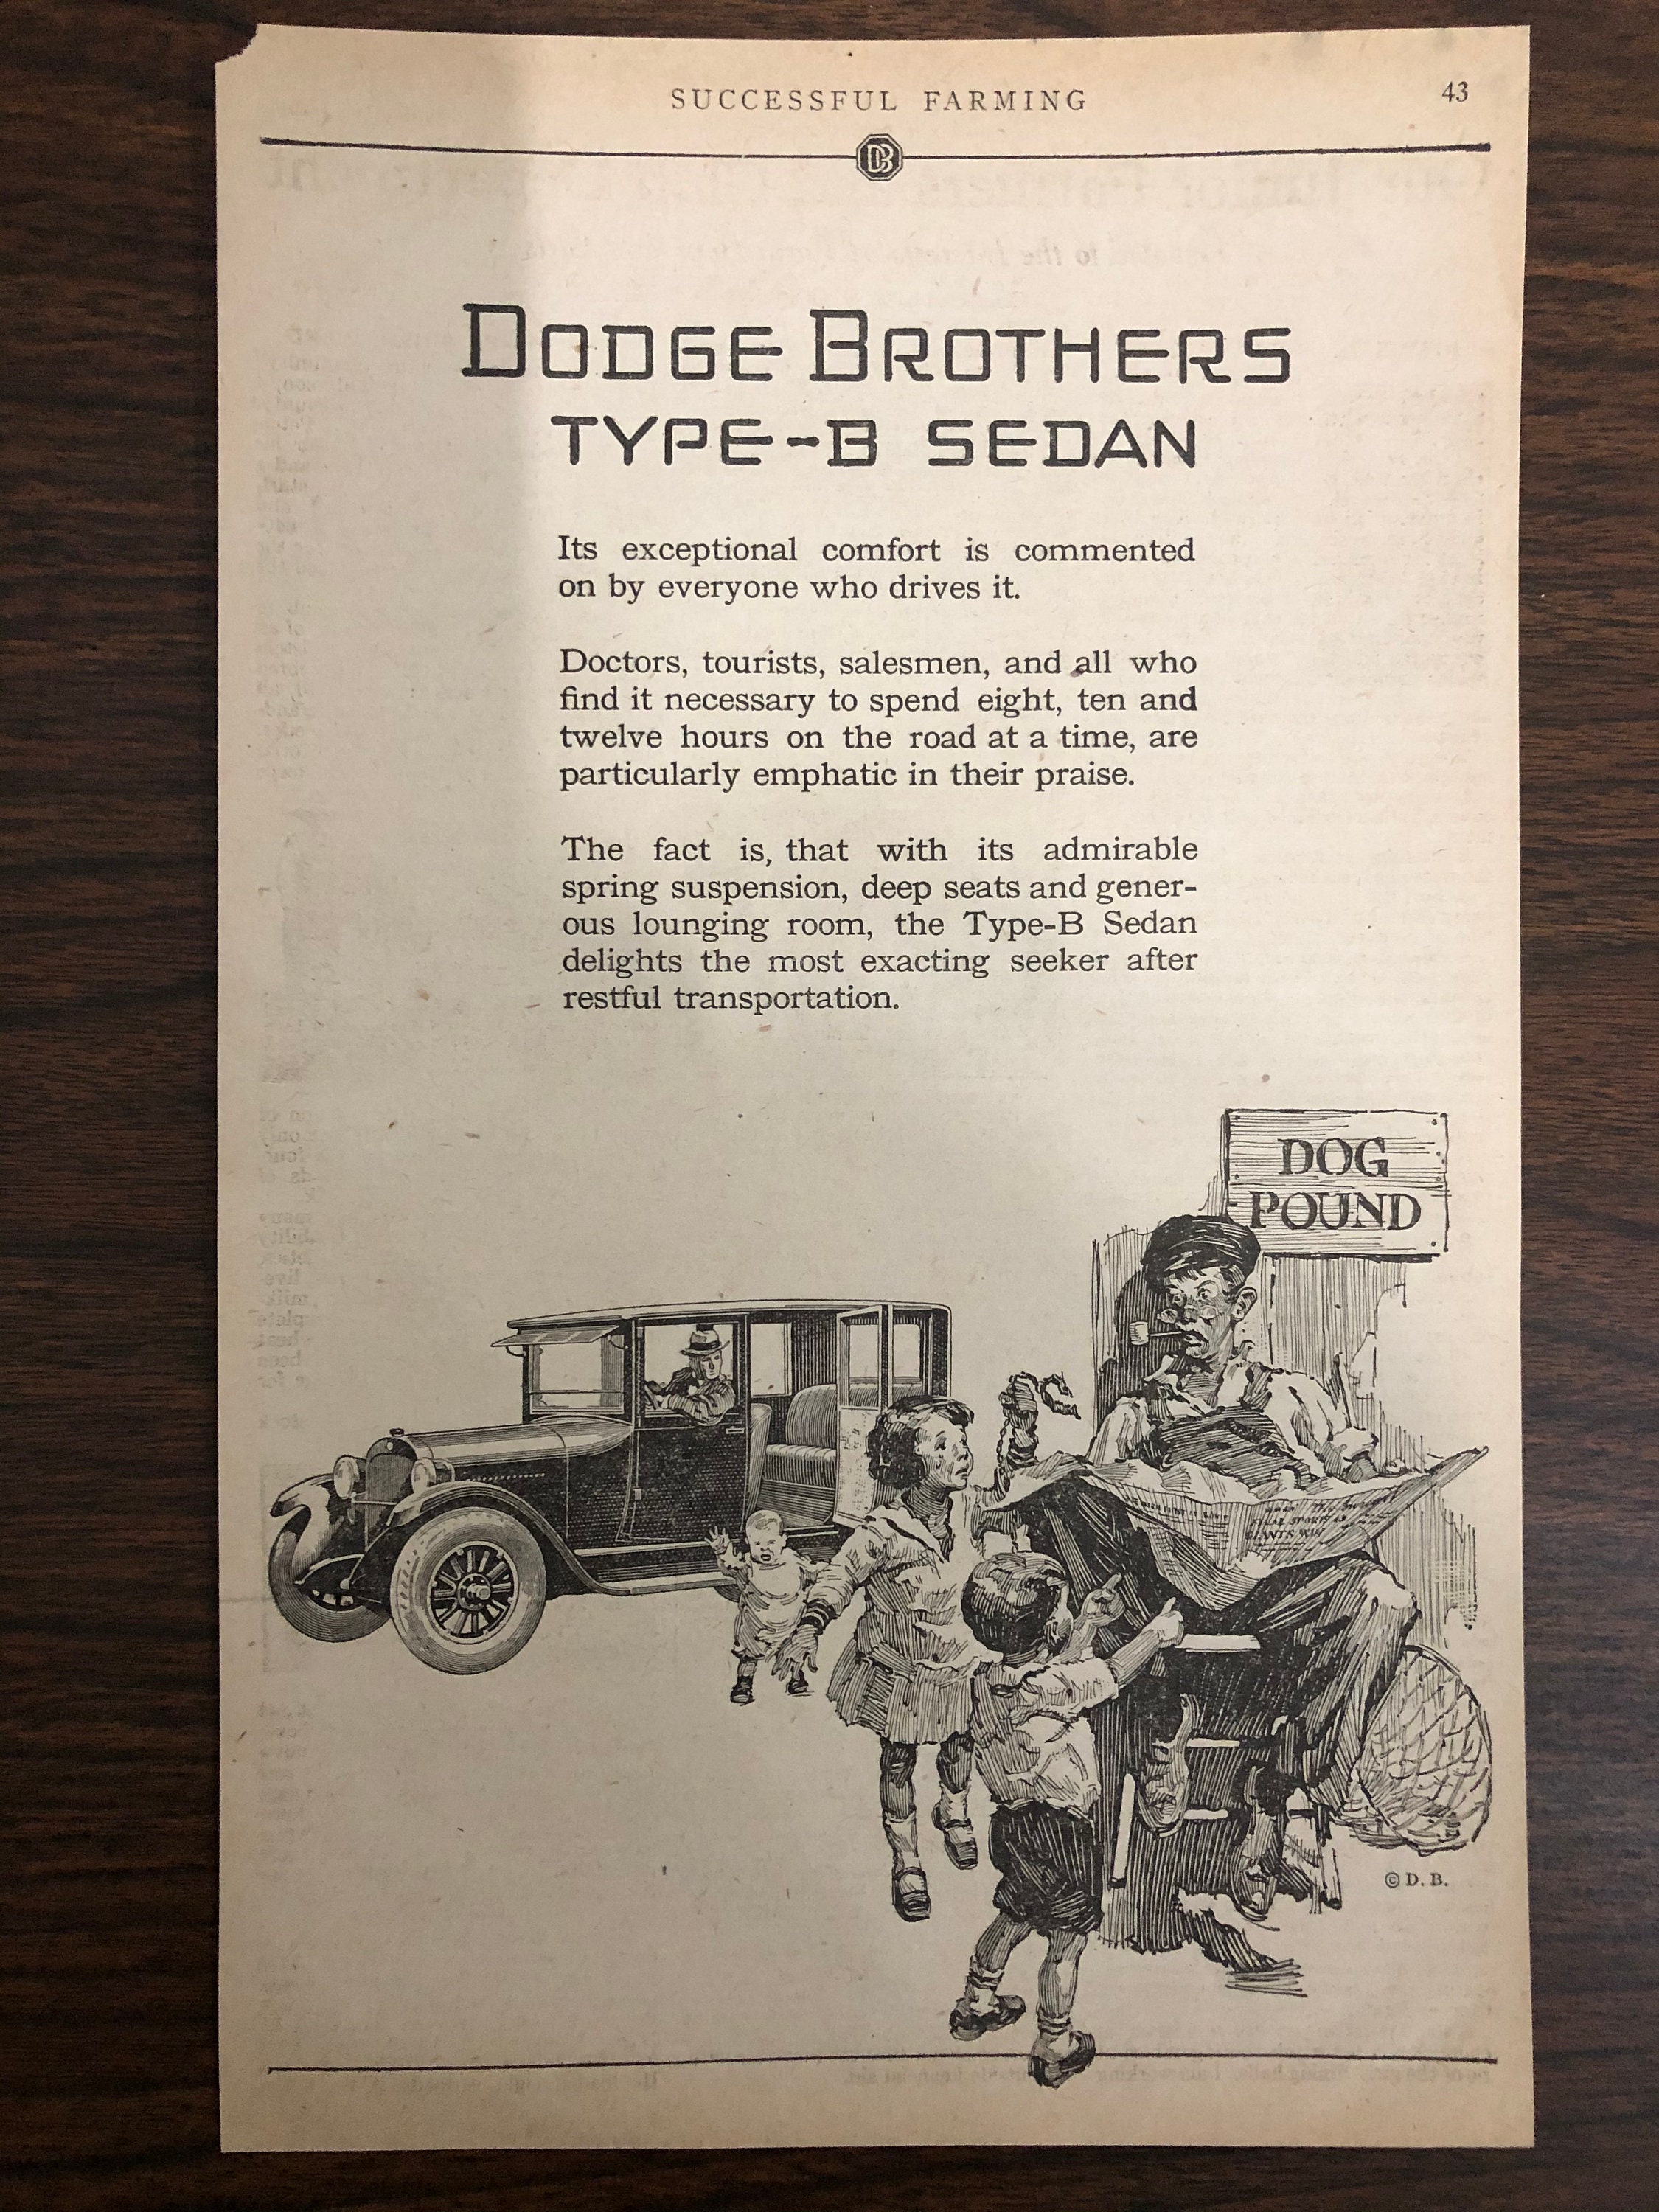 SUCCESSFUL FARMING 43
DB
DODGE BROTHERS
TYPE-B SEDAN
Its exceptional comfort is commented
on by everyone who drives it.
Doctors, tourists, salesmen, and all who
find it necessary to spend eight, ten and
twelve hours on the road at a time, are
particularly emphatic in their praise.
The fact is, that with its admirable
spring suspension, deep seats and gener-
ous lounging room, the Type-B Sedan
delights the most exacting seeker after
restful transportation.
DOG
POUND
GIANTS WIN
© D. B.